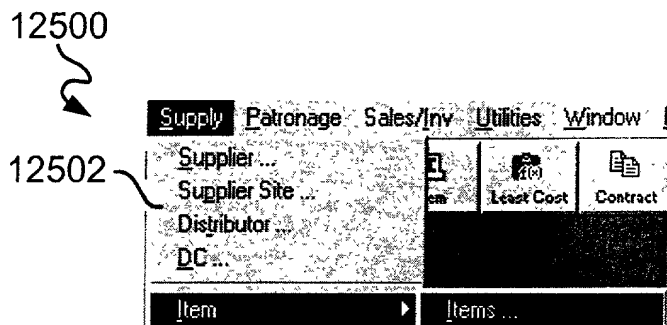 12500
Supply Patronage Sales/Inv Utilities Window
12502
Supplier ...
Supplier Site ...
Distributor ...
DC ...
Least Cost Contract
Item Items ...